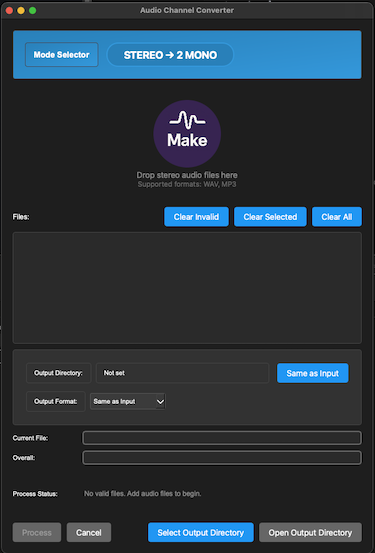 Audio Channel Converter
Mode Selector
STEREO → 2 MONO
Make
Drop stereo audio files here
Supported formats: WAV, MP3
Files:
Clear Invalid
Clear Selected
Clear All
Output Directory:
Not set
Same as Input
Output Format:
Same as Input
Current File:
Overall:
Process Status:
No valid files. Add audio files to begin.
Process
Cancel
Select Output Directory
Open Output Directory